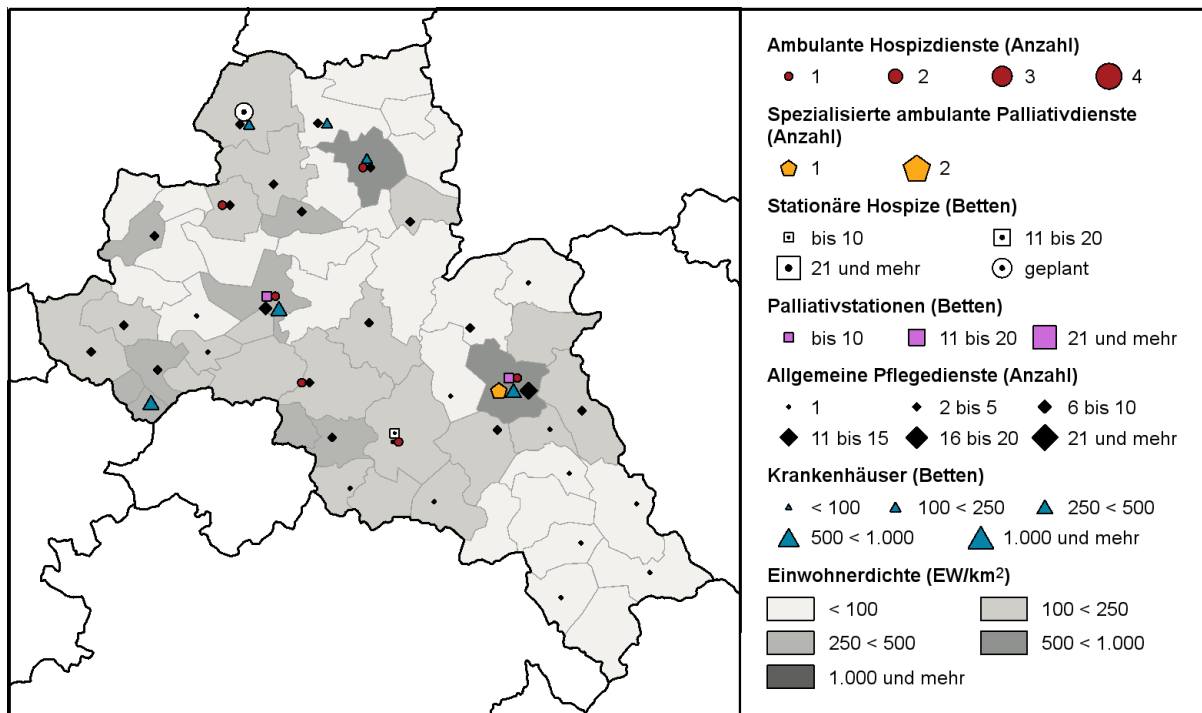 Ambulante Hospizdienste (Anzahl)
1 2 3 4
Spezialisierte ambulante Palliativdienste
(Anzahl)
1 2
Stationäre Hospize (Betten)
bis 10 11 bis 20
21 und mehr geplant
Palliativstationen (Betten)
bis 10 11 bis 20 21 und mehr
Allgemeine Pflegedienste (Anzahl)
1 2 bis 5 6 bis 10
11 bis 15 16 bis 20 21 und mehr
Krankenhäuser (Betten)
< 100 100 < 250 250 < 500
500 < 1.000 1.000 und mehr
Einwohnerdichte (EW/km²)
< 100 100 < 250
250 < 500 500 < 1.000
1.000 und mehr